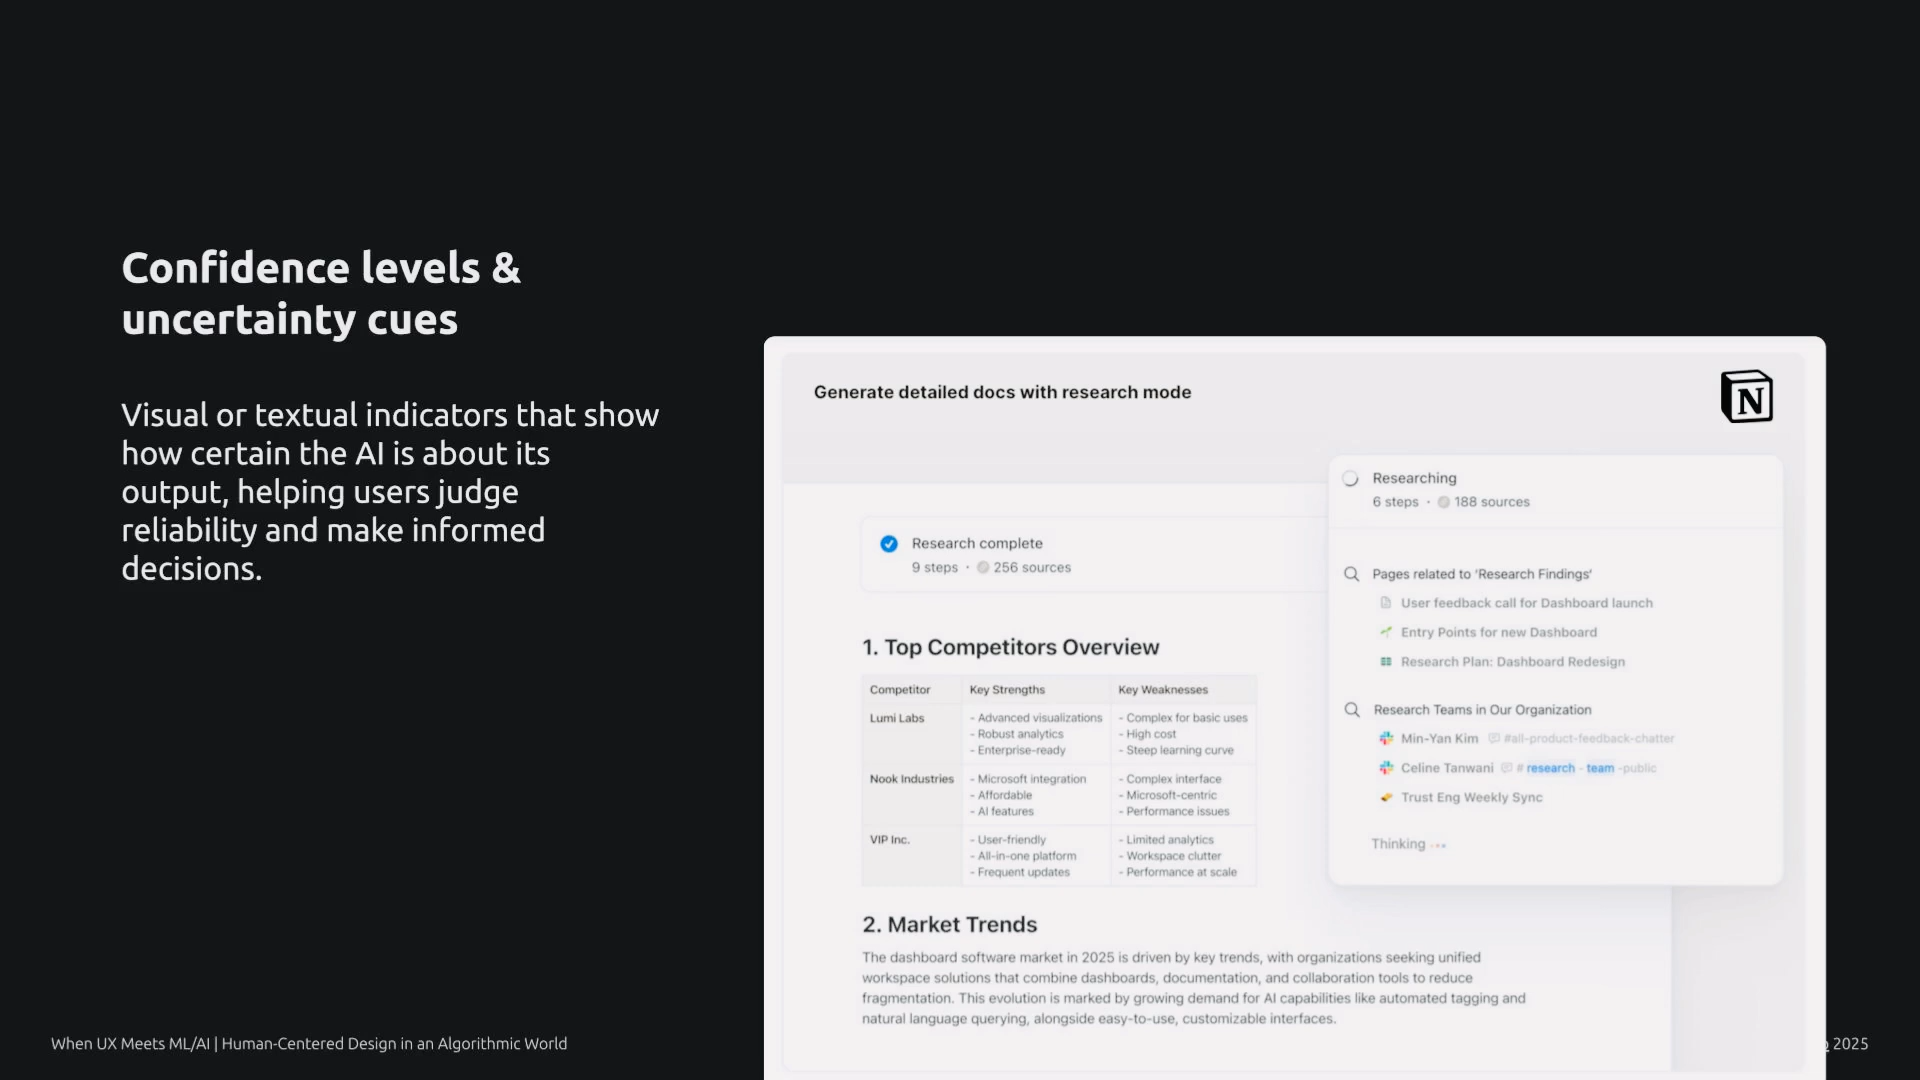 Confidence levels &
uncertainty cues
Visual or textual indicators that show
how certain the AI is about its
output, helping users judge
reliability and make informed
decisions.
Generate detailed docs with research mode
N
Researching
6 steps · 188 sources
Research complete
9 steps · 256 sources
Pages related to 'Research Findings'
User feedback call for Dashboard launch
Entry Points for new Dashboard
Research Plan: Dashboard Redesign
Research Teams in Our Organization
Min-Yan Kim #all-product-feedback-chatter
Celine Tanwani # research - team -public
Trust Eng Weekly Sync
Thinking
1. Top Competitors Overview
Competitor Key Strengths Key Weaknesses
Lumi Labs - Advanced visualizations - Complex for basic uses
- Robust analytics - High cost
- Enterprise-ready - Steep learning curve
Nook Industries - Microsoft integration - Complex interface
- Affordable - Microsoft-centric
- AI features - Performance issues
VIP Inc. - User-friendly - Limited analytics
- All-in-one platform - Workspace clutter
- Frequent updates - Performance at scale
2. Market Trends
The dashboard software market in 2025 is driven by key trends, with organizations seeking unified
workspace solutions that combine dashboards, documentation, and collaboration tools to reduce
fragmentation. This evolution is marked by growing demand for AI capabilities like automated tagging and
natural language querying, alongside easy-to-use, customizable interfaces.
When UX Meets ML/AI | Human-Centered Design in an Algorithmic World
2025